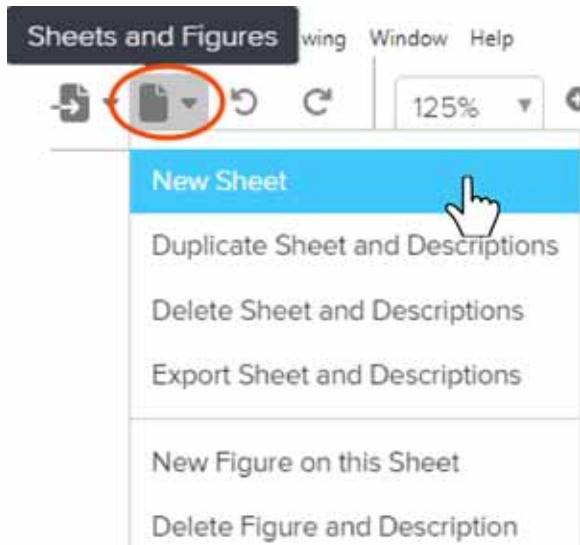 Sheets and Figures wing Window Help
125%
New Sheet
Duplicate Sheet and Descriptions
Delete Sheet and Descriptions
Export Sheet and Descriptions
New Figure on this Sheet
Delete Figure and Description